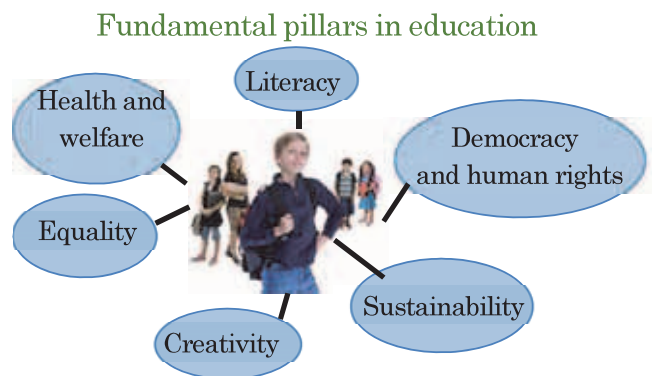 Fundamental pillars in education
Literacy
Health and
welfare
Democracy
and human rights
Equality
Sustainability
Creativity